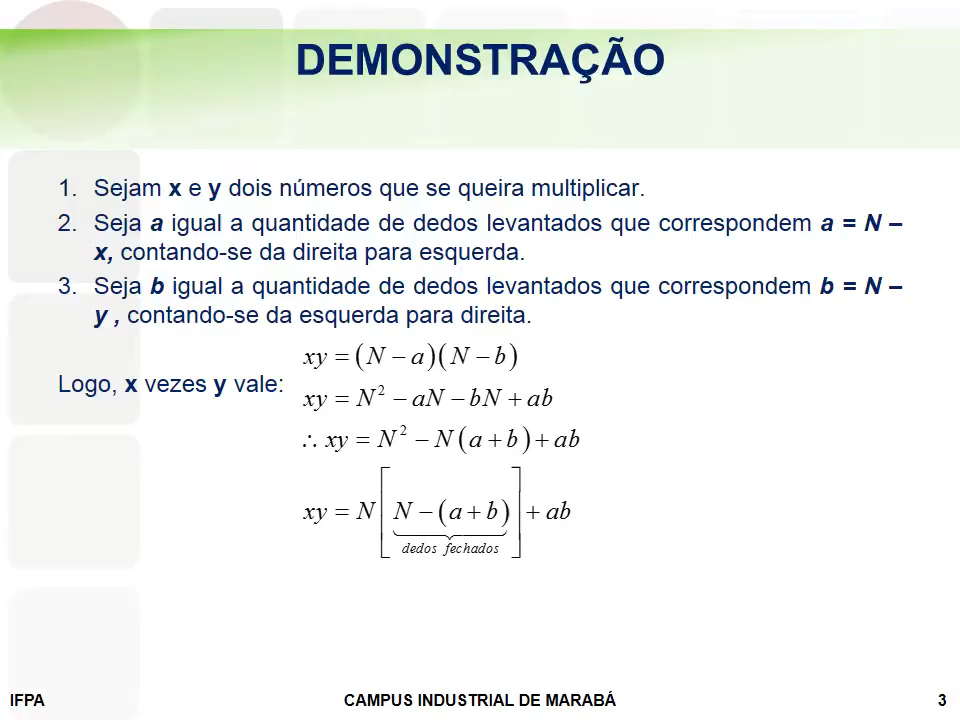 DEMONSTRAÇÃO
1. Sejam x e y dois números que se queira multiplicar.
2. Seja a igual a quantidade de dedos levantados que correspondem a = N –
x, contando-se da direita para esquerda.
3. Seja b igual a quantidade de dedos levantados que correspondem b = N –
y , contando-se da esquerda para direita.
Logo, x vezes y vale:
xy = (N − a)(N − b)
xy = N² − aN − bN + ab
∴ xy = N² − N(a + b) + ab
xy = N[N − (a + b)] + ab
dedos fechados
IFPA CAMPUS INDUSTRIAL DE MARABÁ 3